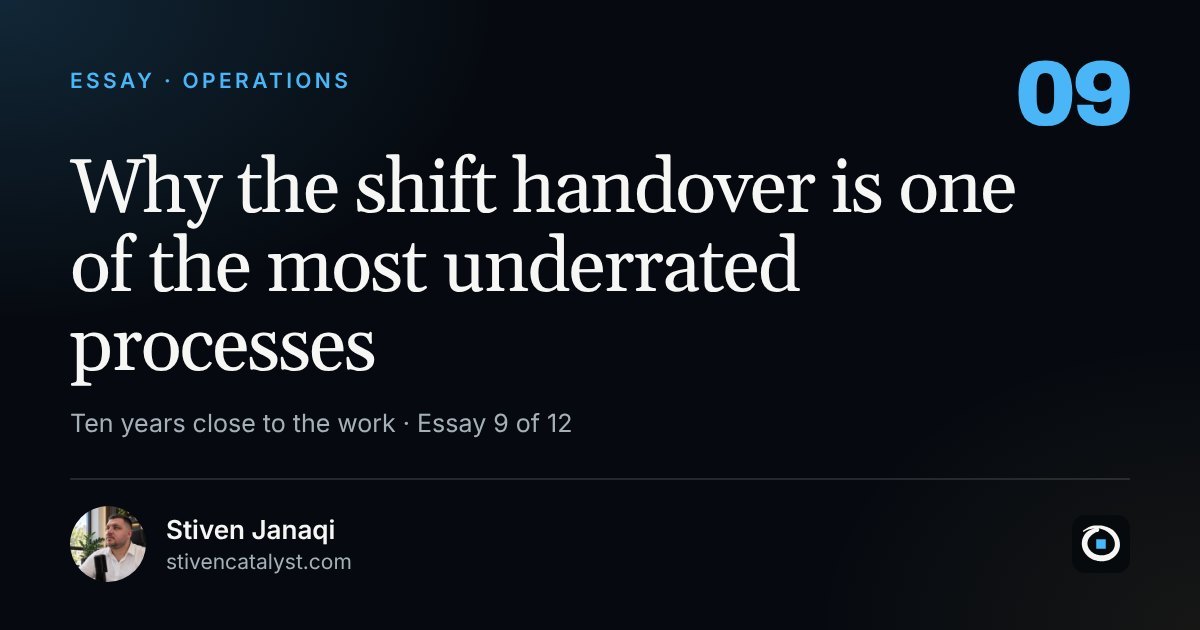 ESSAY · OPERATIONS
09
Why the shift handover is one
of the most underrated
processes
Ten years close to the work · Essay 9 of 12
Stiven Janaqi
stivencatalyst.com